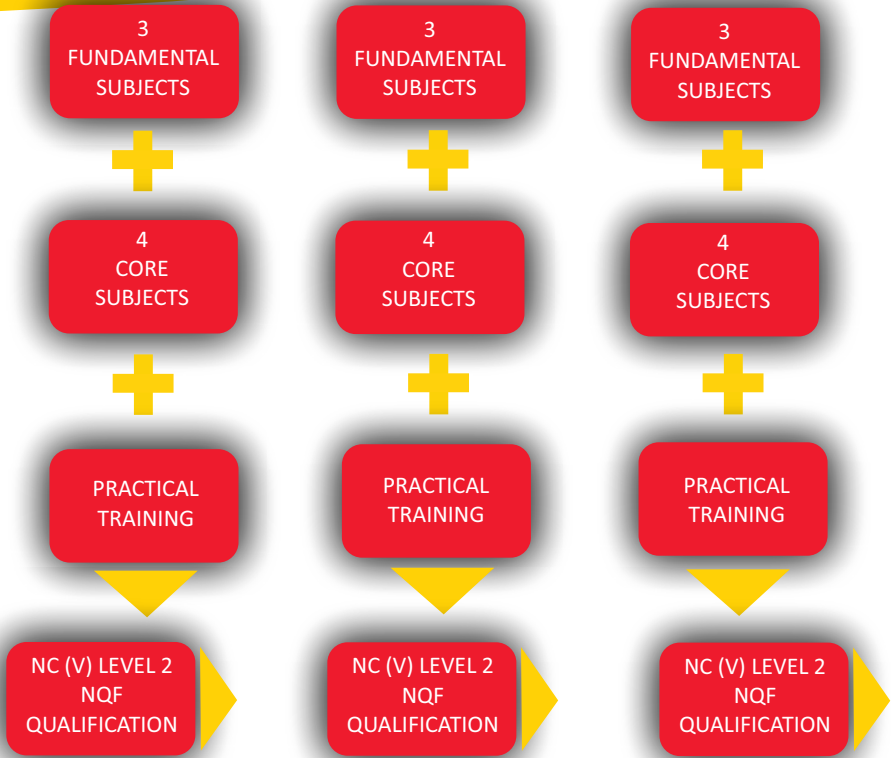 3
FUNDAMENTAL
SUBJECTS
4
CORE
SUBJECTS
PRACTICAL
TRAINING
NC (V) LEVEL 2
NQF
QUALIFICATION
3
FUNDAMENTAL
SUBJECTS
4
CORE
SUBJECTS
PRACTICAL
TRAINING
NC (V) LEVEL 2
NQF
QUALIFICATION
3
FUNDAMENTAL
SUBJECTS
4
CORE
SUBJECTS
PRACTICAL
TRAINING
NC (V) LEVEL 2
NQF
QUALIFICATION